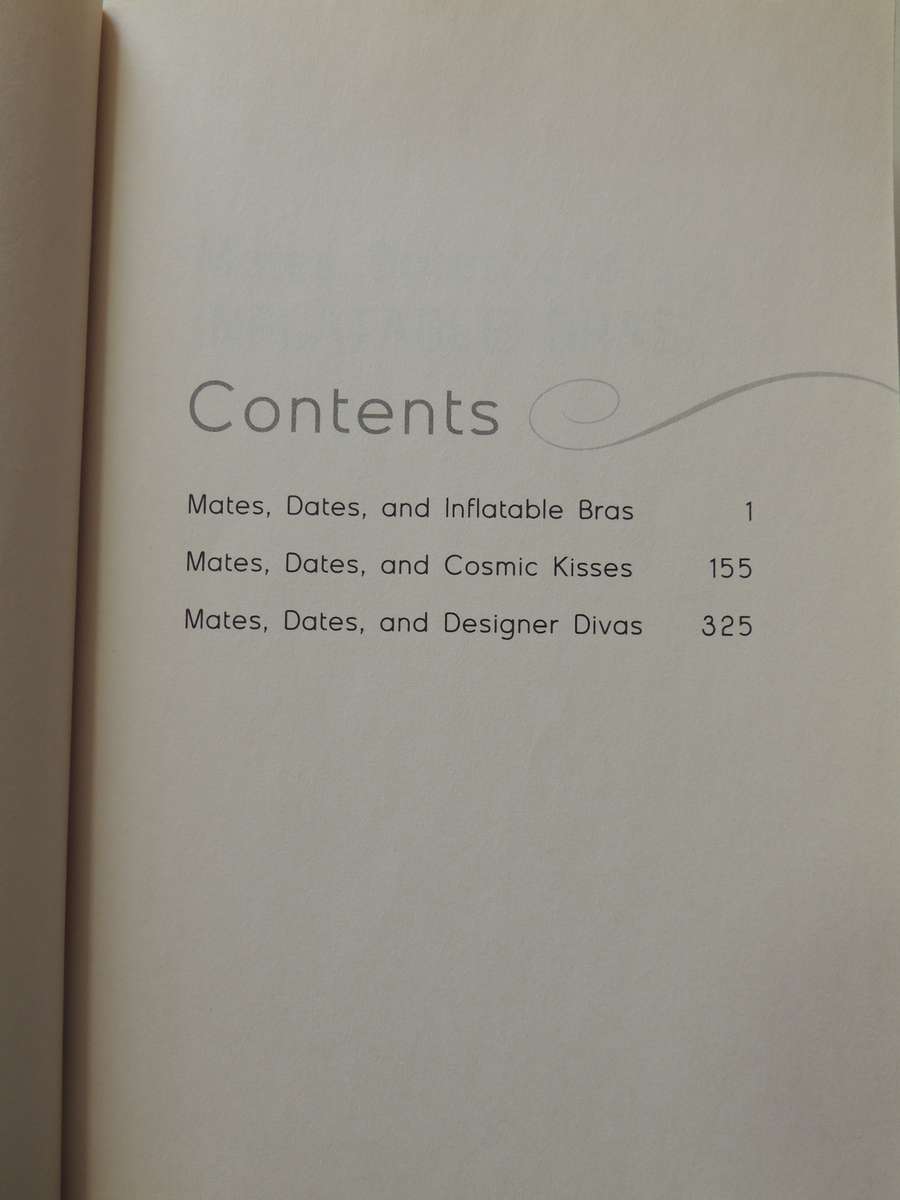 Contents
Mates, Dates, and Inflatable Bras 1
Mates, Dates, and Cosmic Kisses 155
Mates, Dates, and Designer Divas 325